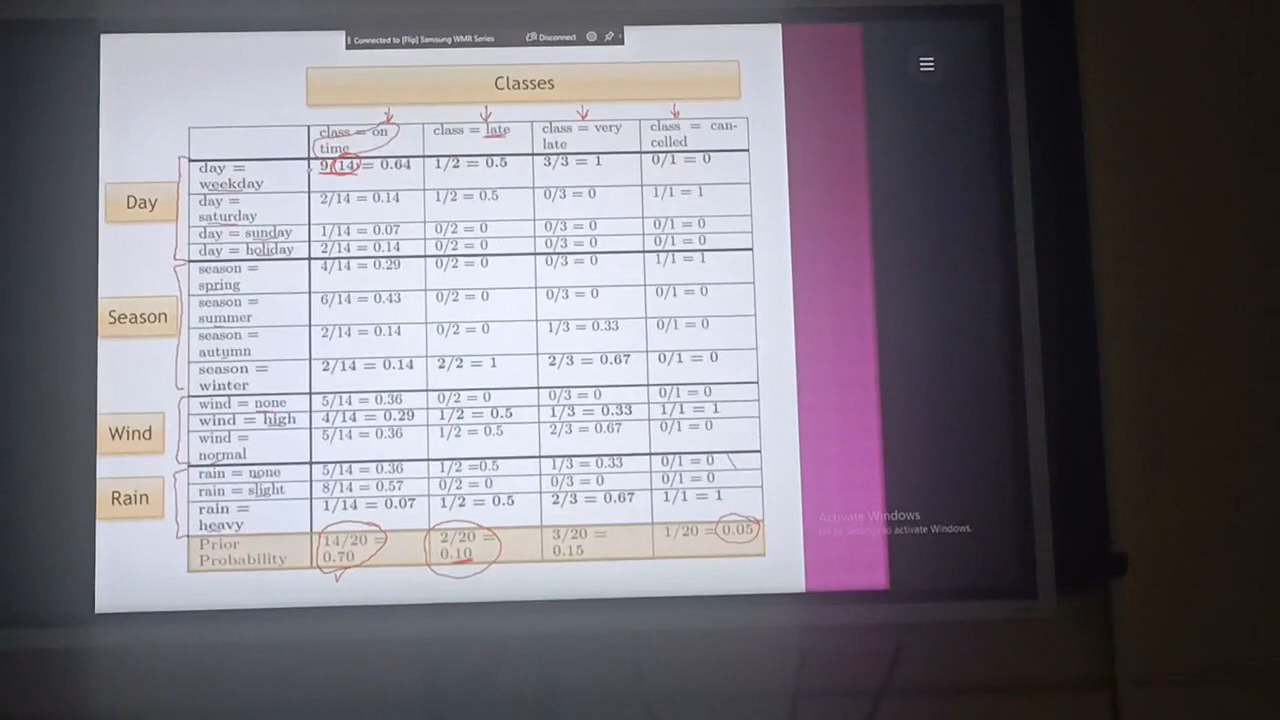 Connected to [Flip] Samsung WMR Series Disconnect
Classes
class = on time class = late class = very late class = can-celled
Day
day = weekday 9/14 = 0.64 1/2 = 0.5 3/3 = 1 0/1 = 0
day = saturday 2/14 = 0.14 1/2 = 0.5 0/3 = 0 1/1 = 1
day = sunday 1/14 = 0.07 0/2 = 0 0/3 = 0 0/1 = 0
day = holiday 2/14 = 0.14 0/2 = 0 0/3 = 0 0/1 = 0
Season
season = spring 4/14 = 0.29 0/2 = 0 0/3 = 0 1/1 = 1
season = summer 6/14 = 0.43 0/2 = 0 0/3 = 0 0/1 = 0
season = autumn 2/14 = 0.14 0/2 = 0 1/3 = 0.33 0/1 = 0
season = winter 2/14 = 0.14 2/2 = 1 2/3 = 0.67 0/1 = 0
Wind
wind = none 5/14 = 0.36 0/2 = 0 0/3 = 0 0/1 = 0
wind = high 4/14 = 0.29 1/2 = 0.5 1/3 = 0.33 1/1 = 1
wind = normal 5/14 = 0.36 1/2 = 0.5 2/3 = 0.67 0/1 = 0
Rain
rain = none 5/14 = 0.36 1/2 =0.5 1/3 = 0.33 0/1 = 0
rain = slight 8/14 = 0.57 0/2 = 0 0/3 = 0 0/1 = 0
rain = heavy 1/14 = 0.07 1/2 = 0.5 2/3 = 0.67 1/1 = 1
Prior Probability 14/20 = 0.70 2/20 = 0.10 3/20 = 0.15 1/20 = 0.05
Activate Windows
Go to Settings to activate Windows.